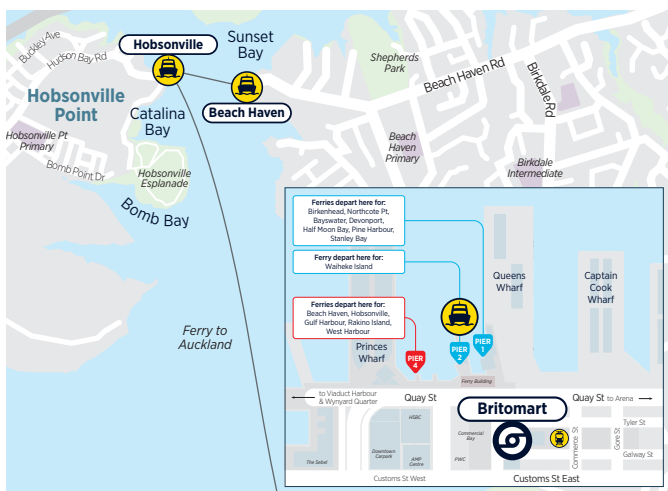 Buckley Ave
Hudson Bay Rd
Hobsonville
Sunset
Bay
Shepherds
Park
Beach Haven Rd
Birkdale Rd
Hobsonville
Point
Beach Haven
Catalina
Bay
Hobsonville Pt
Primary
Beach
Haven
Primary
Bomb Point Dr
Hobsonville
Esplanade
Birkdale
Intermediate
Bomb Bay
Ferry to
Auckland
Ferries depart here for:
Birkenhead, Northcote Pt,
Bayswater, Devonport,
Half Moon Bay, Pine Harbour,
Stanley Bay
Ferry depart here for:
Waiheke Island
Ferries depart here for:
Beach Haven, Hobsonville,
Gulf Harbour, Rakino Island,
West Harbour
Queens
Wharf
Captain
Cook
Wharf
Princes
Wharf
PIER
4
PIER
2
PIER
1
Ferry Building
to Viaduct Harbour
& Wynyard Quarter
Quay St
Britomart
Quay St to Arena
HSBC
Commercial
Bay
Commerce St
Gore St
Tyler St
Galway St
Downtown
Carpark
AMP
Centre
PWC
The Sebel
Customs St West
Customs St East